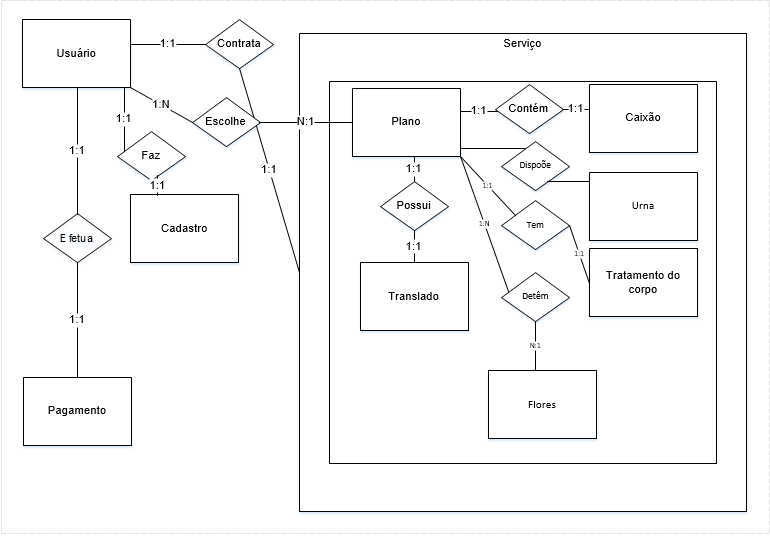 Usuário
1:1
Contrata
Serviço
1:N
Escolhe
N:1
Plano
1:1
Contém
1:1
Caixão
1:1
Faz
1:1
Cadastro
1:1
1:1
Efetua
1:1
Pagamento
Dispõe
Urna
1:1
Tem
1:1
Tratamento do
corpo
1:1
Possui
1:1
Translado
1:N
Detêm
N:1
Flores